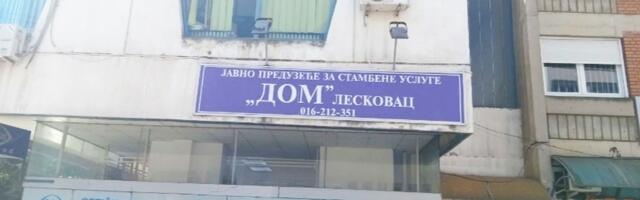 ЈАВНО ПРЕДУЗЕЋЕ ЗА СТАМБЕНЕ УСЛУГЕ
„ДОМ” ЛЕСКОВАЦ
016-212-351